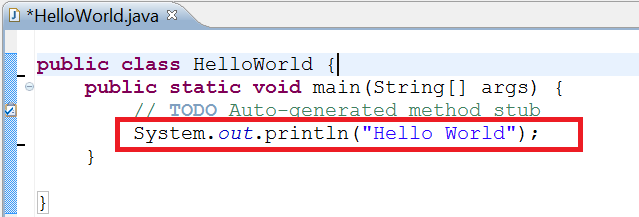 *HelloWorld.java
public class HelloWorld {
public static void main(String[] args) {
// TODO Auto-generated method stub
System.out.println("Hello World");
}
}